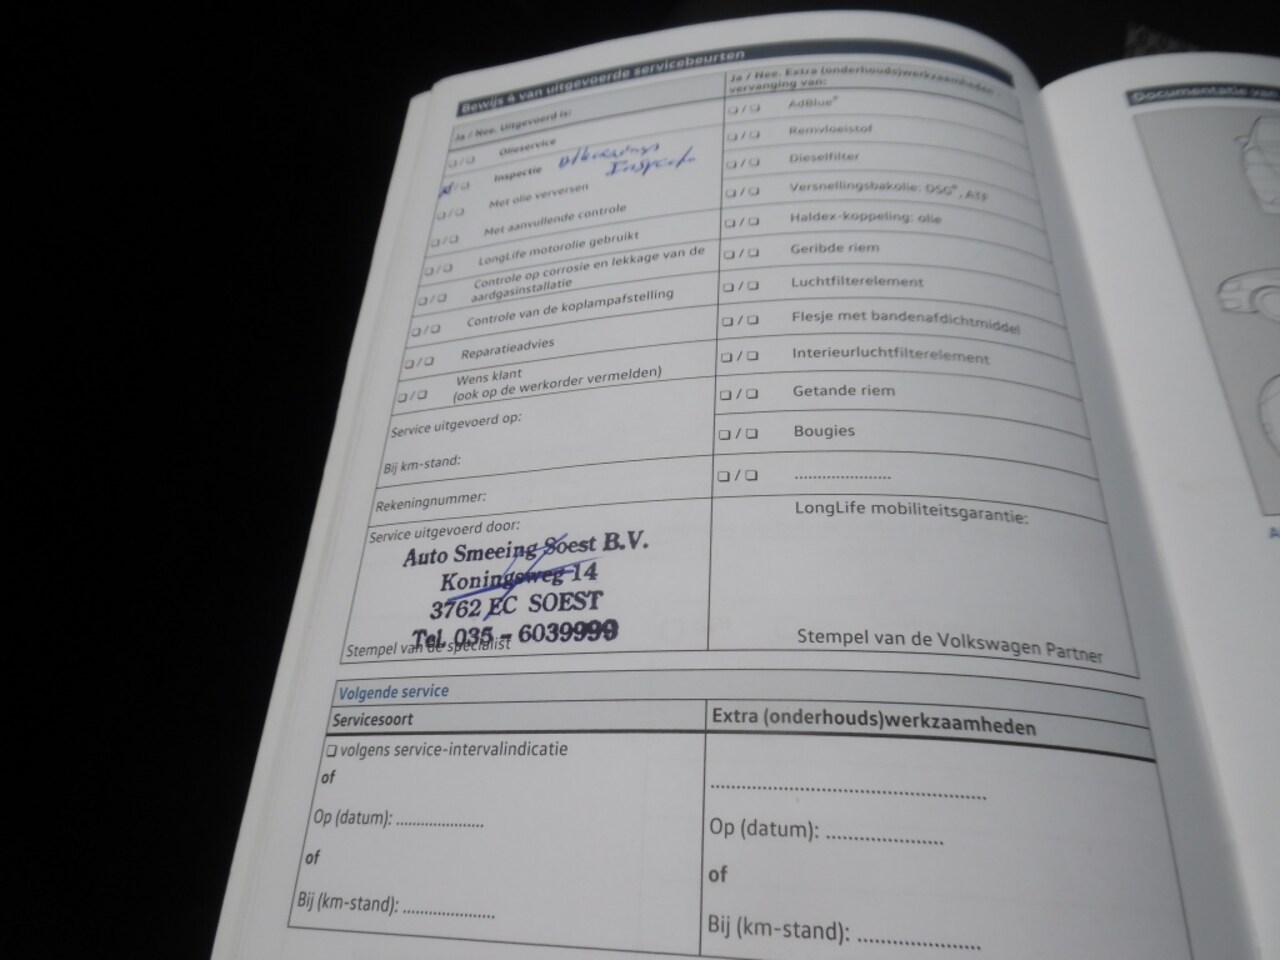 Bewijs 4 van uitgevoerde servicebeurten
Ja / Nee. Uitgevoerd is:
❏ / ❏ Olieservice
❏ / ❏ Inspectie Afleverings
Inspectie
❏ / ❏ Met olie verversen
❏ / ❏ Met aanvullende controle
❏ / ❏ LongLife motorolie gebruikt
❏ / ❏ Controle op corrosie en lekkage van de
aardgasinstallatie
❏ / ❏ Controle van de koplampafstelling
❏ / ❏ Reparatieadvies
❏ / ❏ Wens klant
(ook op de werkorder vermelden)
Service uitgevoerd op:
Bij km-stand:
Rekeningnummer:
Service uitgevoerd door:
Auto Smeeing Soest B.V.
Koningsweg 14
3762 EC SOEST
Tel. 035 - 6039999
Stempel van de specialist
Ja / Nee. Extra (onderhouds)werkzaamheden -
vervanging van:
❏ / ❏ AdBlue®
❏ / ❏ Remvloeistof
❏ / ❏ Dieselfilter
❏ / ❏ Versnellingsbakolie: DSG®, ATF
❏ / ❏ Haldex-koppeling: olie
❏ / ❏ Geribde riem
❏ / ❏ Luchtfilterelement
❏ / ❏ Flesje met bandenafdichtmiddel
❏ / ❏ Interieurluchtfilterelement
❏ / ❏ Getande riem
❏ / ❏ Bougies
❏ / ❏ .....................
LongLife mobiliteitsgarantie:
Stempel van de Volkswagen Partner
Volgende service
Servicesoort
❏ volgens service-intervalindicatie
of
Op (datum): .....................
of
Bij (km-stand): .....................
Extra (onderhouds)werkzaamheden
..................................................
Op (datum): .....................
of
Bij (km-stand): .....................
Documentatie van